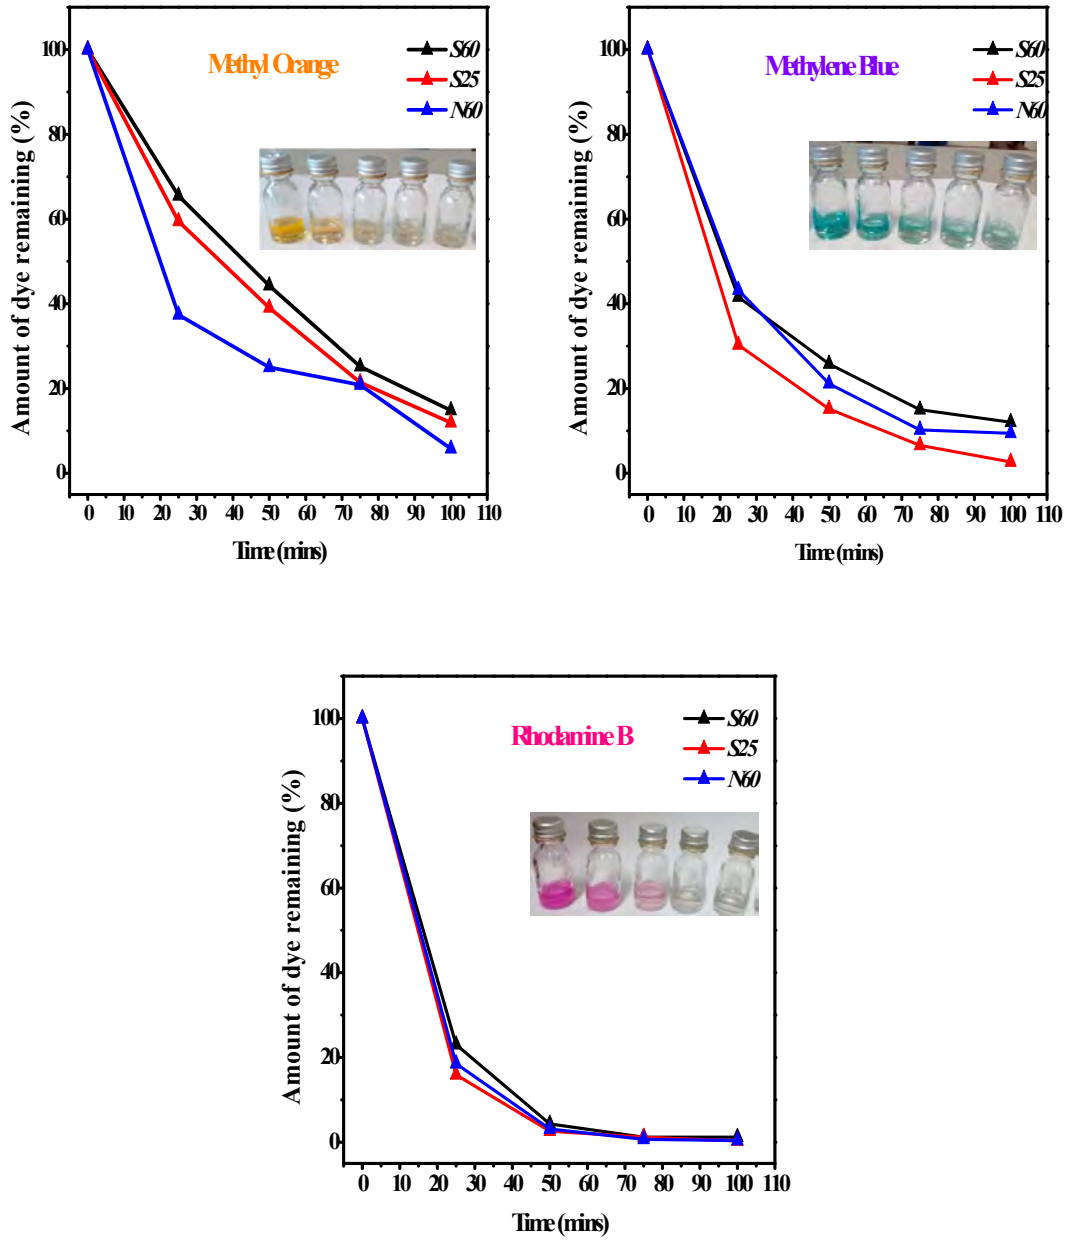 Methyl Orange
S60
S25
N60
100
80
60
40
20
0
Amount of dye remaining (%)
0 10 20 30 40 50 60 70 80 90 100 110
Time (mins)
Methylene Blue
S60
S25
N60
100
80
60
40
20
0
Amount of dye remaining (%)
0 10 20 30 40 50 60 70 80 90 100 110
Time (mins)
Rhodamine B
S60
S25
N60
100
80
60
40
20
0
Amount of dye remaining (%)
0 10 20 30 40 50 60 70 80 90 100 110
Time (mins)